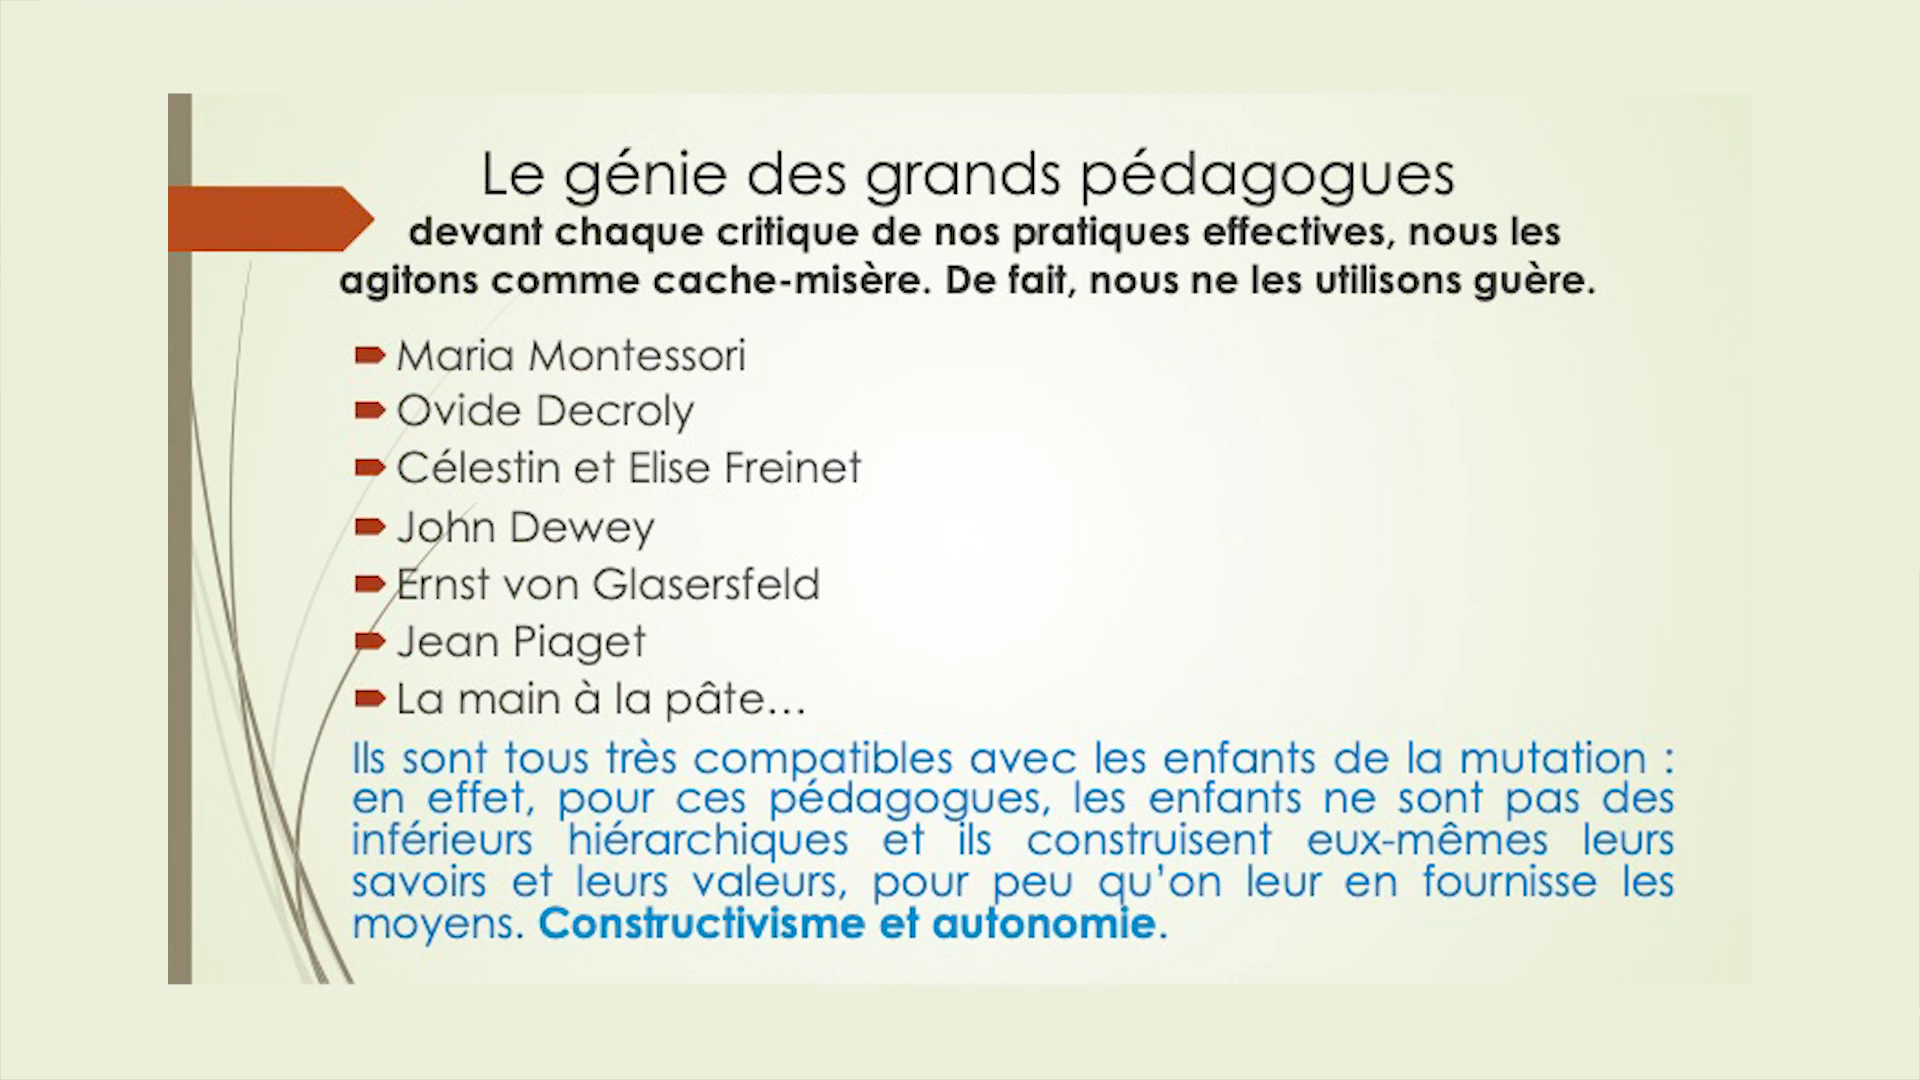 Le génie des grands pédagogues
devant chaque critique de nos pratiques effectives, nous les
agitons comme cache-misère. De fait, nous ne les utilisons guère.
Maria Montessori
Ovide Decroly
Célestin et Elise Freinet
John Dewey
Ernst von Glasersfeld
Jean Piaget
La main à la pâte...
Ils sont tous très compatibles avec les enfants de la mutation :
en effet, pour ces pédagogues, les enfants ne sont pas des
inférieurs hiérarchiques et ils construisent eux-mêmes leurs
savoirs et leurs valeurs, pour peu qu'on leur en fournisse les
moyens. Constructivisme et autonomie.